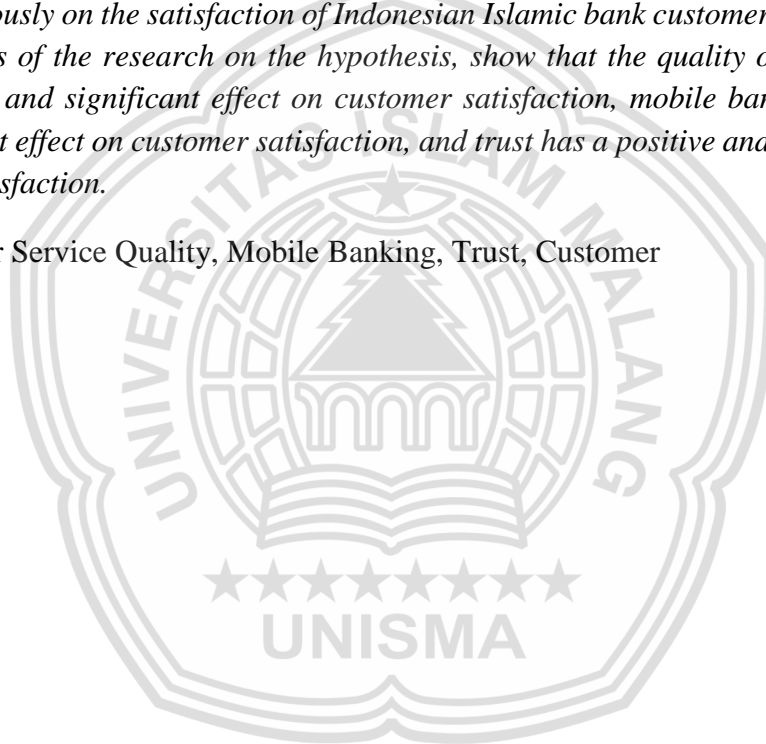 ously on the satisfaction of Indonesian Islamic bank customer
s of the research on the hypothesis, show that the quality o
and significant effect on customer satisfaction, mobile ban
t effect on customer satisfaction, and trust has a positive and
sfaction.
r Service Quality, Mobile Banking, Trust, Customer
UNIVERSITAS ISLAM MALANG
UNISMA